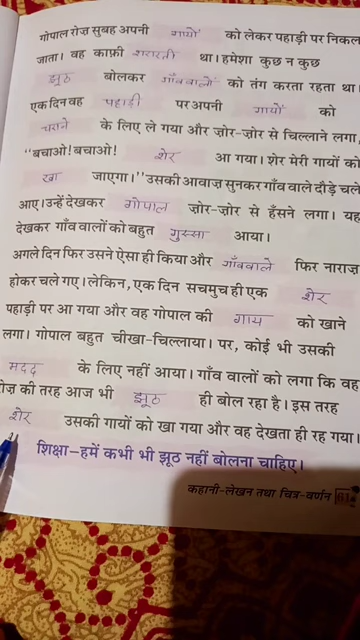 गोपाल रोज़ सुबह अपनी गायों को लेकर पहाड़ी पर निकल
जाता। वह काफ़ी शरारती था। हमेशा कुछ न कुछ
झूठ बोलकर गाँववालों को तंग करता रहता था।
एक दिन वह पहाडी पर अपनी गायों को
चराने के लिए ले गया और ज़ोर-ज़ोर से चिल्लाने लगा,
"बचाओ! बचाओ! शेर आ गया। शेर मेरी गायों को
खा जाएगा।" उसकी आवाज़ सुनकर गाँव वाले दौड़े चले
आए। उन्हें देखकर गोपाल ज़ोर-ज़ोर से हँसने लगा। यह
देखकर गाँव वालों को बहुत गुस्सा आया।
अगले दिन फिर उसने ऐसा ही किया और गाँववाले फिर नाराज़
होकर चले गए। लेकिन, एक दिन सचमुच ही एक शेर
पहाड़ी पर आ गया और वह गोपाल की गाय को खाने
लगा। गोपाल बहुत चीखा-चिल्लाया। पर, कोई भी उसकी
मदद के लिए नहीं आया। गाँव वालों को लगा कि वह
रोज़ की तरह आज भी झूठ ही बोल रहा है। इस तरह
शेर उसकी गायों को खा गया और वह देखता ही रह गया।
शिक्षा–हमें कभी भी झूठ नहीं बोलना चाहिए।
कहानी-लेखन तथा चित्र-वर्णन 61